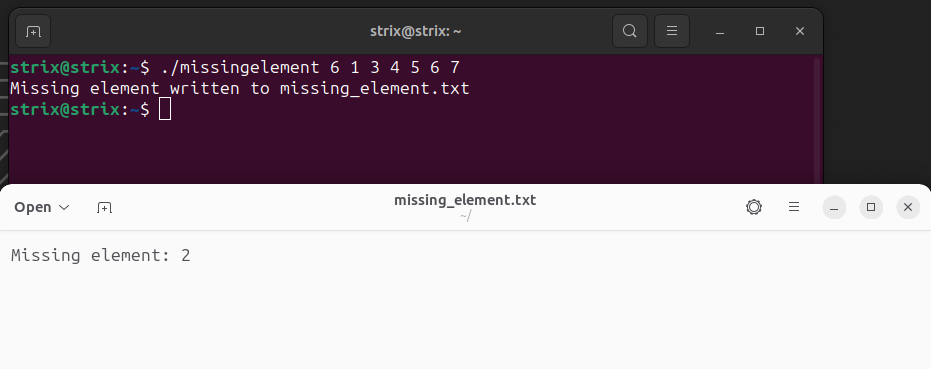 strix@strix: ~
strix@strix:~$ ./missingelement 6 1 3 4 5 6 7
Missing element written to missing_element.txt
strix@strix:~$
Open
missing_element.txt
~/
Missing element: 2